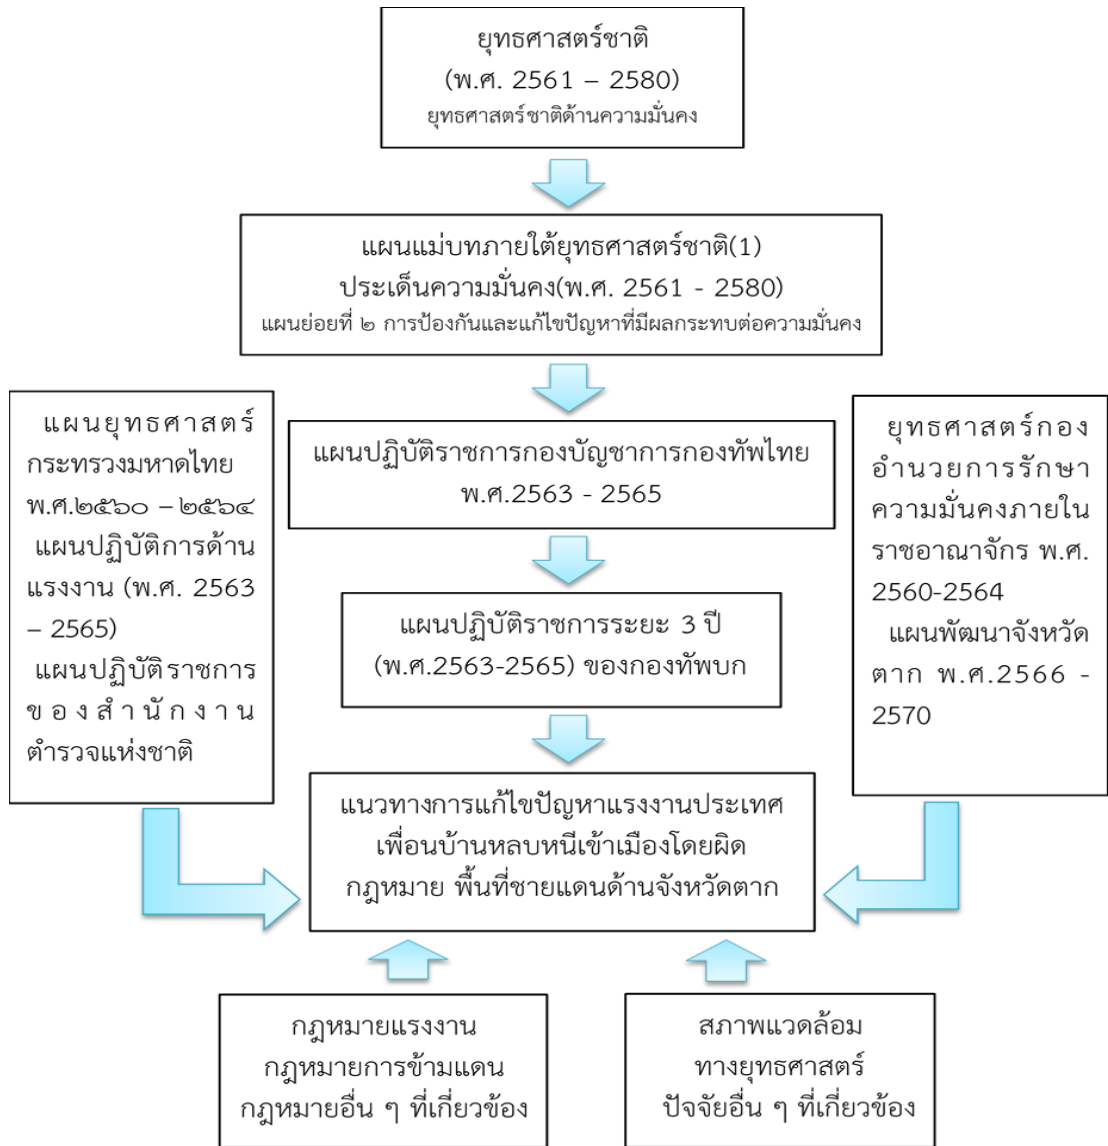 ยุทธศาสตร์ชาติ
(พ.ศ. 2561 – 2580)
ยุทธศาสตร์ชาติด้านความมั่นคง
แผนแม่บทภายใต้ยุทธศาสตร์ชาติ(1)
ประเด็นความมั่นคง(พ.ศ. 2561 - 2580)
แผนย่อยที่ ๒ การป้องกันและแก้ไขปัญหาที่มีผลกระทบต่อความมั่นคง
แผนยุทธศาสตร์
กระทรวงมหาดไทย
พ.ศ.๒๕๖๐ – ๒๕๖๔
แผนปฏิบัติการด้าน
แรงงาน (พ.ศ. 2563
– 2565)
แผนปฏิบัติราชการ
ของสำนักงาน
ตำรวจแห่งชาติ
แผนปฏิบัติราชการกองบัญชาการกองทัพไทย
พ.ศ.2563 - 2565
แผนปฏิบัติราชการระยะ 3 ปี
(พ.ศ.2563-2565) ของกองทัพบก
ยุทธศาสตร์กอง
อำนวยการรักษา
ความมั่นคงภายใน
ราชอาณาจักร พ.ศ.
2560-2564
แผนพัฒนาจังหวัด
ตาก พ.ศ.2566 -
2570
แนวทางการแก้ไขปัญหาแรงงานประเทศ
เพื่อนบ้านหลบหนีเข้าเมืองโดยผิด
กฎหมาย พื้นที่ชายแดนด้านจังหวัดตาก
กฎหมายแรงงาน
กฎหมายการข้ามแดน
กฎหมายอื่น ๆ ที่เกี่ยวข้อง
สภาพแวดล้อม
ทางยุทธศาสตร์
ปัจจัยอื่น ๆ ที่เกี่ยวข้อง